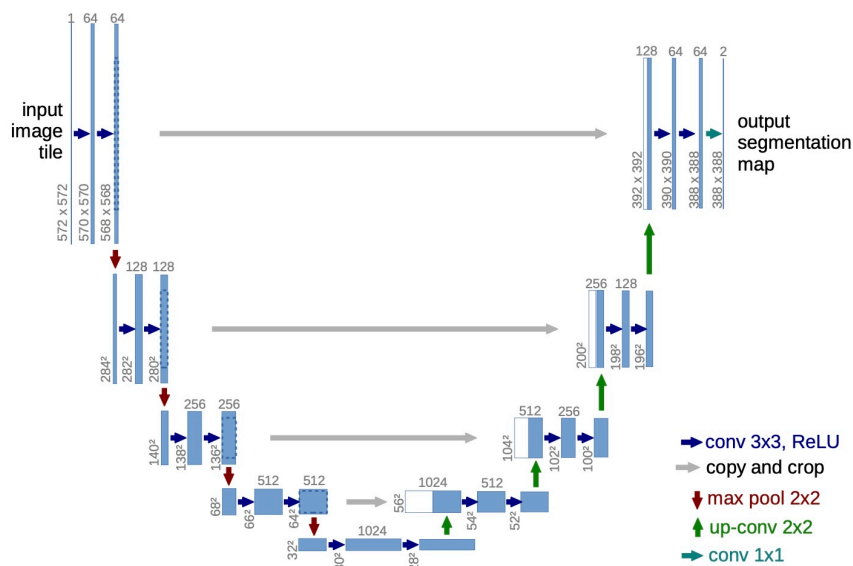 1 64 64
input
image
tile
572 x 572
570 x 570
568 x 568
128 64 64 2
output
segmentation
map
392 x 392
390 x 390
388 x 388
388 x 388
128 128
284²
282²
280²
256 128
200²
198²
196²
256 256
140²
138²
136²
512 256
104²
102²
100²
512 512
68²
66²
64²
1024 512
56²
54²
52²
1024
32²
conv 3x3, ReLU
copy and crop
max pool 2x2
up-conv 2x2
conv 1x1